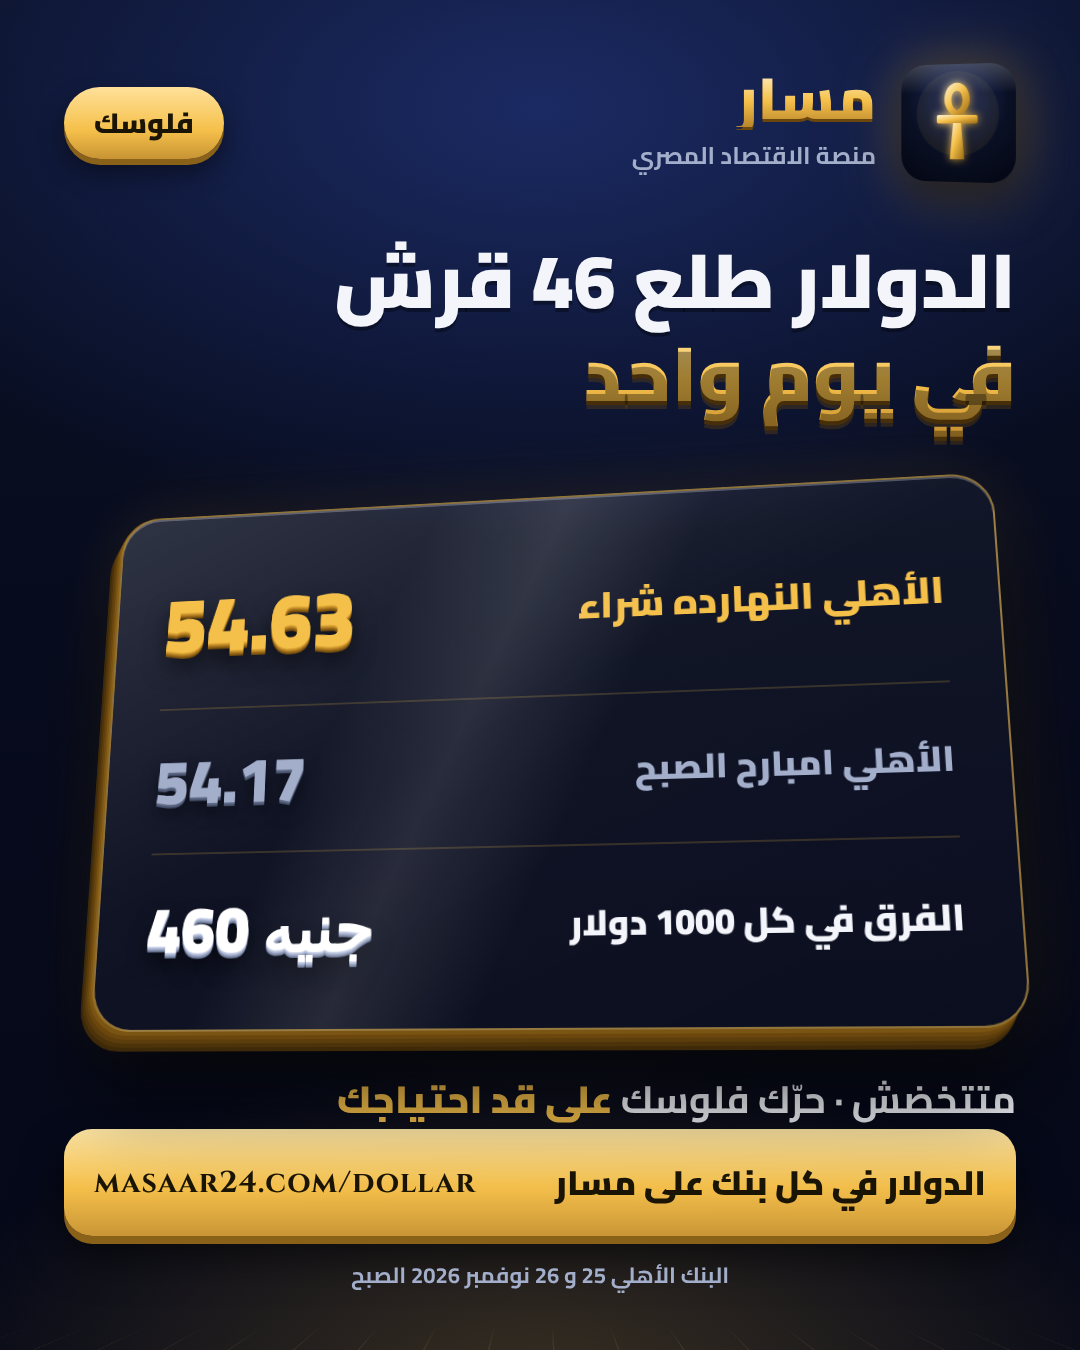 مسار
منصة الاقتصاد المصري
فلوسك
الدولار طلع 46 قرش
في يوم واحد
الأهلي النهارده شراء 54.63
الأهلي امبارح الصبح 54.17
الفرق في كل 1000 دولار 460 جنيه
متتخضش · حرّك فلوسك على قد احتياجك
الدولار في كل بنك على مسار MASAAR24.COM/DOLLAR
البنك الأهلي 25 و 26 نوفمبر 2026 الصبح